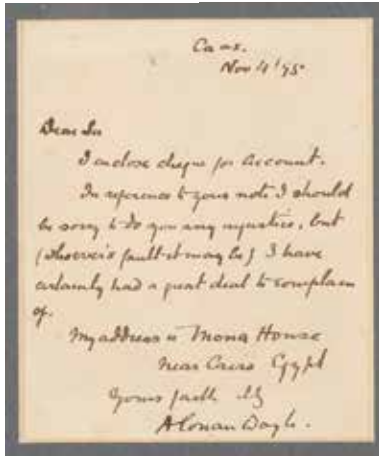 Nov 4 / 95
Dear Sir
I enclose cheque for account.
In reference to your note I should
be sorry to do you any injustice, but
(whoever's fault it may be) I have
certainly had a great deal to complain
of.
My address is Mena House
near Cairo Egypt
Yours faithfully
A Conan Doyle.